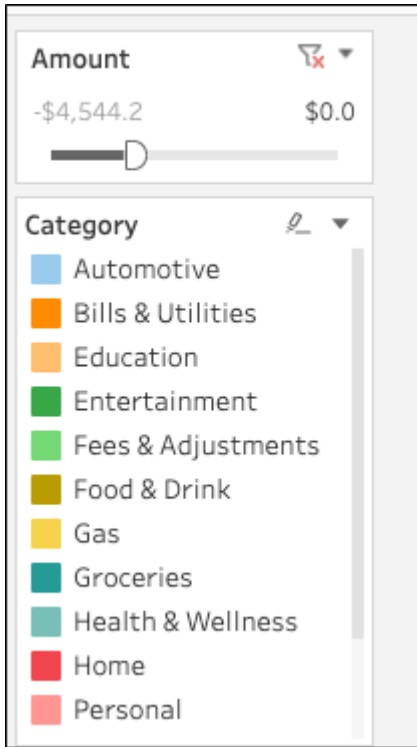 Amount
-$4,544.2 $0.0
Category
Automotive
Bills & Utilities
Education
Entertainment
Fees & Adjustments
Food & Drink
Gas
Groceries
Health & Wellness
Home
Personal